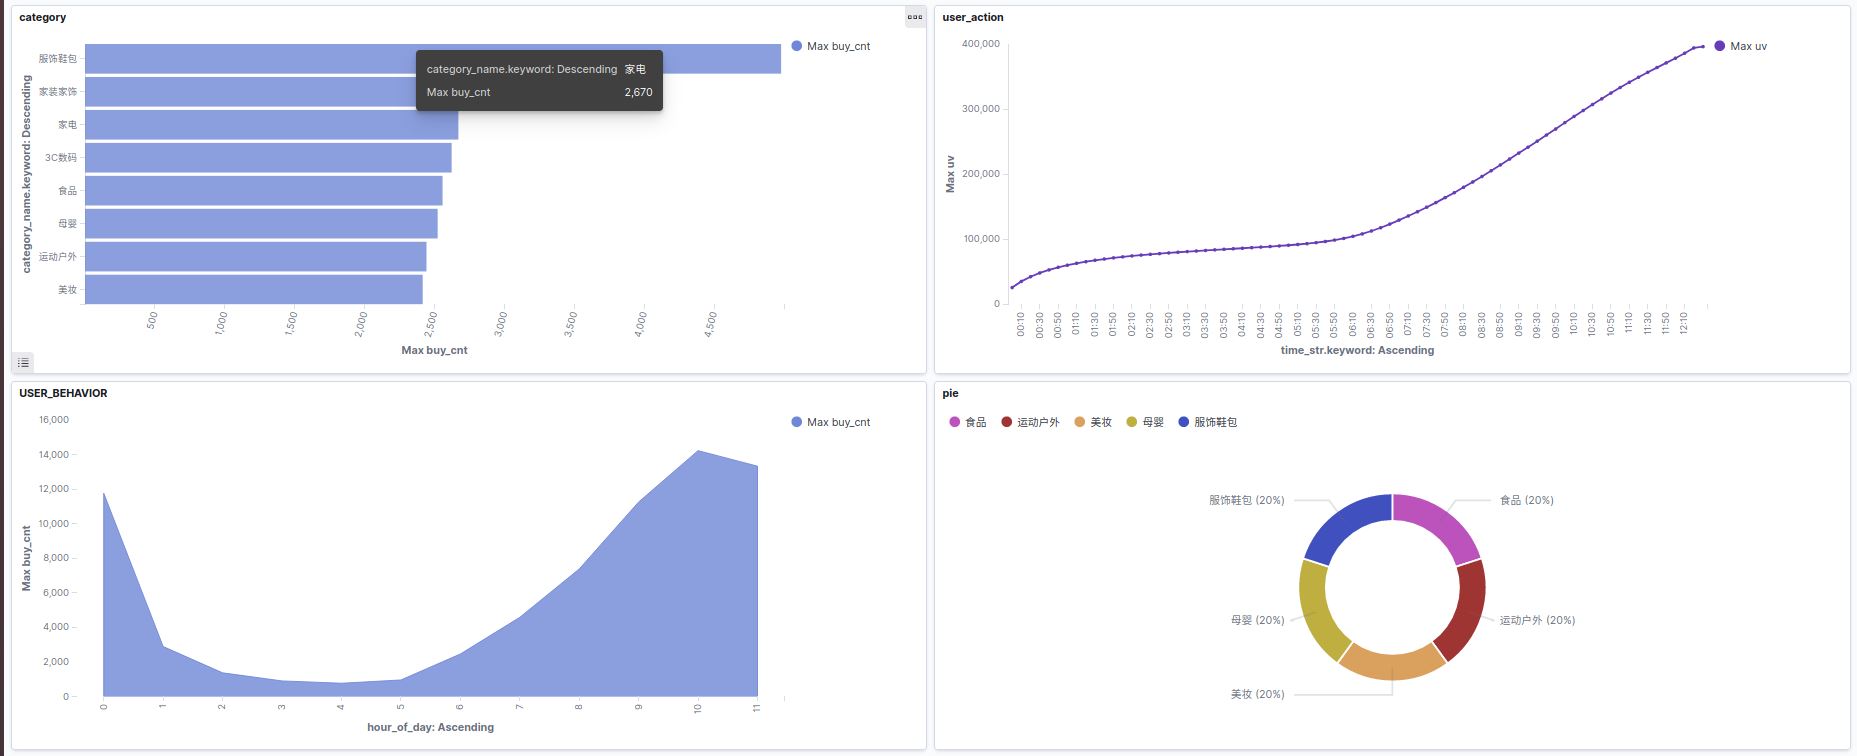 category
服饰鞋包
家装家饰
家电
3C数码
食品
母婴
运动户外
美妆
category_name.keyword: Descending
500
1,000
1,500
2,000
2,500
3,000
3,500
4,000
4,500
Max buy_cnt
Max buy_cnt
category_name.keyword: Descending 家电
Max buy_cnt 2,670
user_action
400,000
300,000
200,000
100,000
0
Max uv
Max uv
00:10
00:30
00:50
01:10
01:30
01:50
02:10
02:30
02:50
03:10
03:30
03:50
04:10
04:30
04:50
05:10
05:30
05:50
06:10
06:30
06:50
07:10
07:30
07:50
08:10
08:30
08:50
09:10
09:30
09:50
10:10
10:30
10:50
11:10
11:30
11:50
12:10
time_str.keyword: Ascending
USER_BEHAVIOR
16,000
14,000
12,000
10,000
8,000
6,000
4,000
2,000
0
Max buy_cnt
Max buy_cnt
0
1
2
3
4
5
6
7
8
9
10
11
hour_of_day: Ascending
pie
食品 运动户外 美妆 母婴 服饰鞋包
服饰鞋包 (20%)
食品 (20%)
母婴 (20%)
运动户外 (20%)
美妆 (20%)